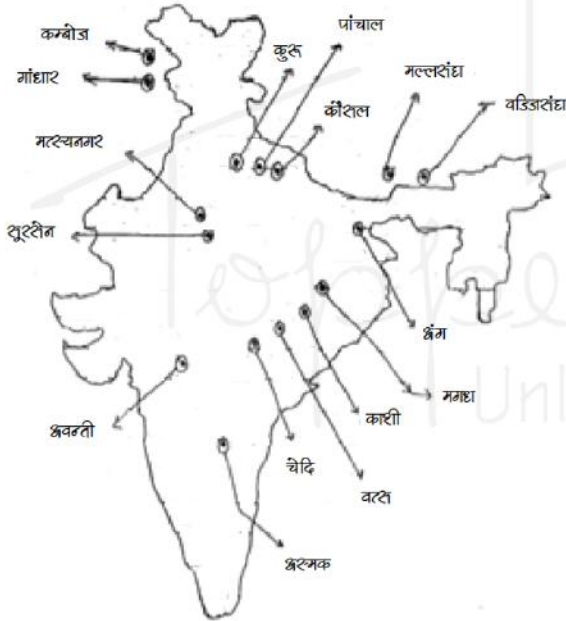 कम्बोज
गांधार
कुरू
पांचाल
कौसल
मल्लसंघ
वज्जिसंघ
मत्स्यनगर
सूरसेन
अंग
मगध
काशी
अवन्ती
चेदि
वत्स
अस्मक